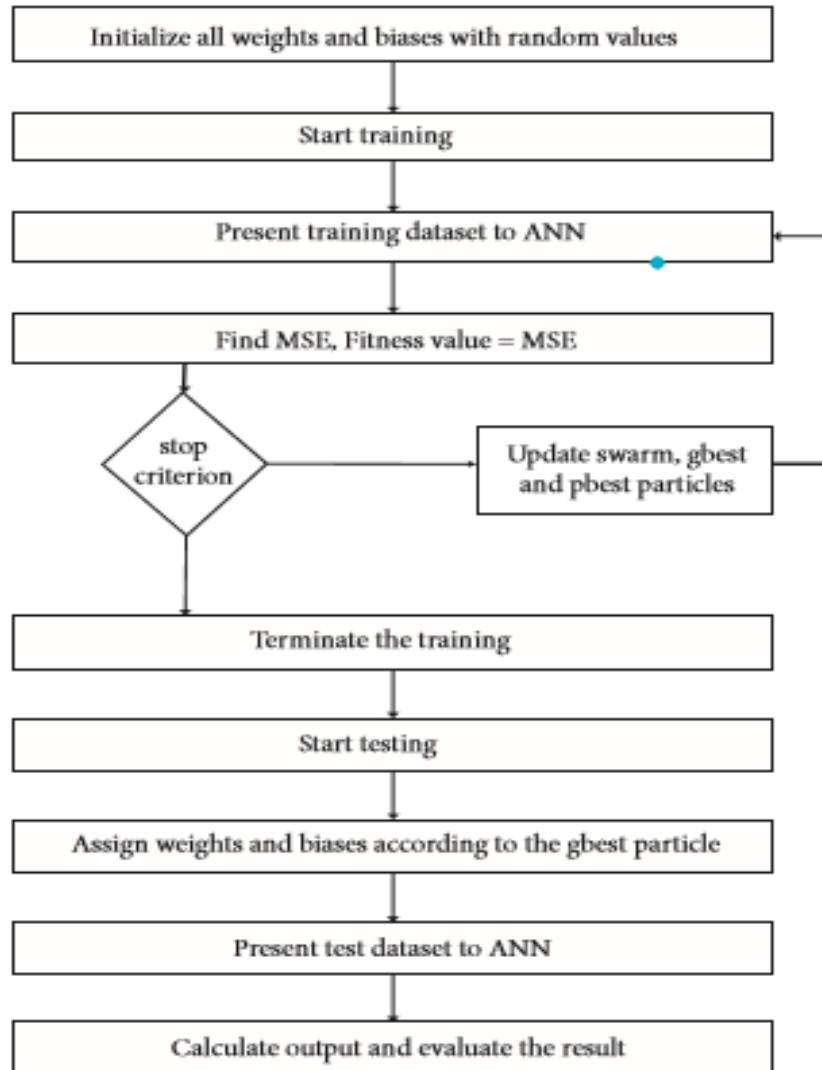 Initialize all weights and biases with random values
Start training
Present training dataset to ANN
Find MSE, Fitness value = MSE
stop
criterion
Update swarm, gbest
and pbest particles
Terminate the training
Start testing
Assign weights and biases according to the gbest particle
Present test dataset to ANN
Calculate output and evaluate the result